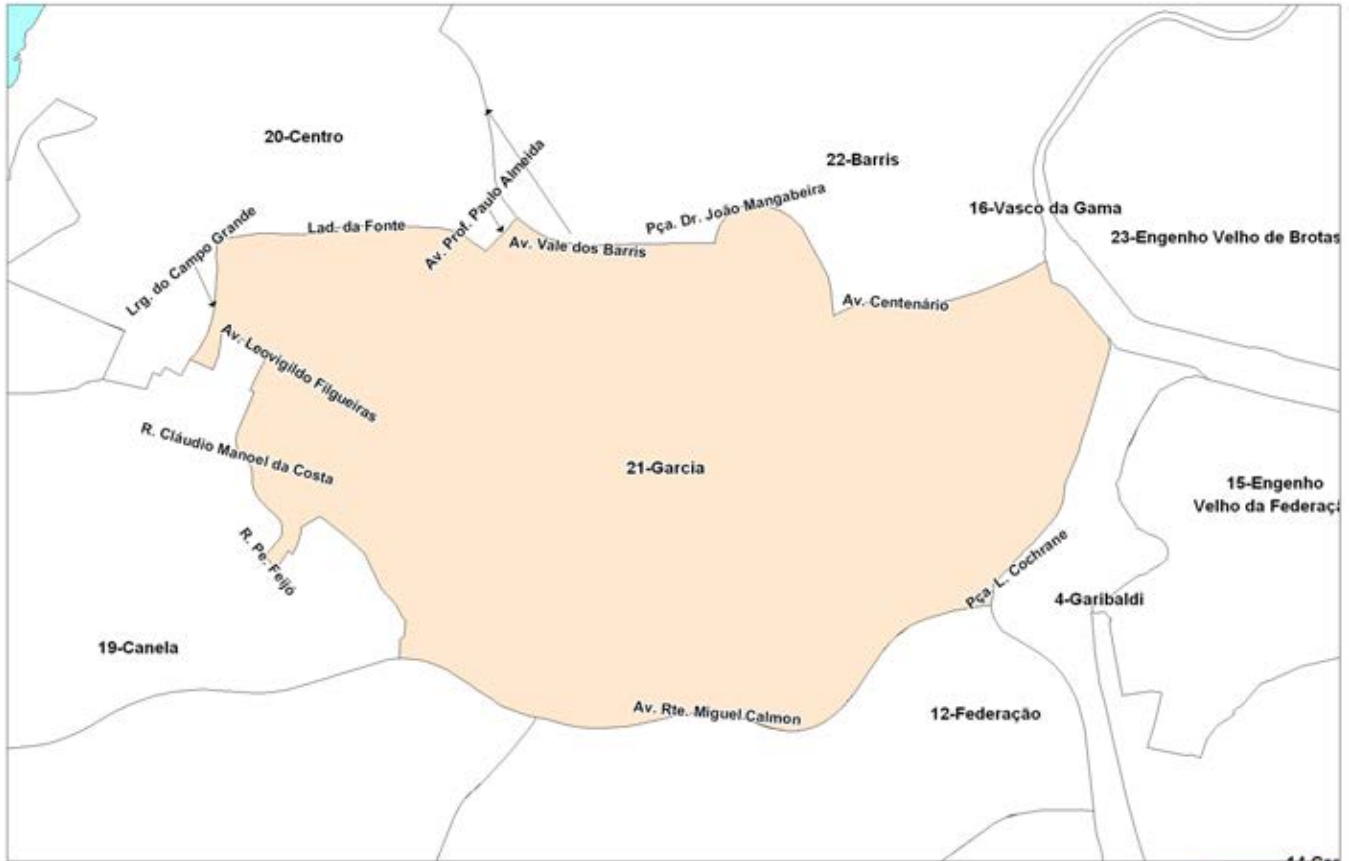 20-Centro
22-Barris
Av. Prof. Paulo Almeida
Pça. Dr. João Mangabeira
16-Vasco da Gama
23-Engenho Velho de Brotas
Lrg. do Campo Grande
Lad. da Fonte
Av. Vale dos Barris
Av. Centenário
Av. Leovigildo Filgueiras
R. Cláudio Manoel da Costa
21-Garcia
15-Engenho
Velho da
R. Pe. Feijó
Pça. L. Cochrane
4-Garibaldi
19-Canela
Av. Rte. Miguel Calmon
12-Federação